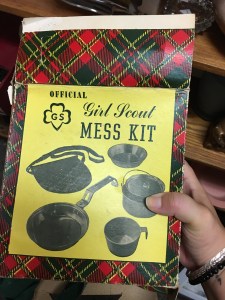 OFFICIAL
GS
Girl Scout
MESS KIT